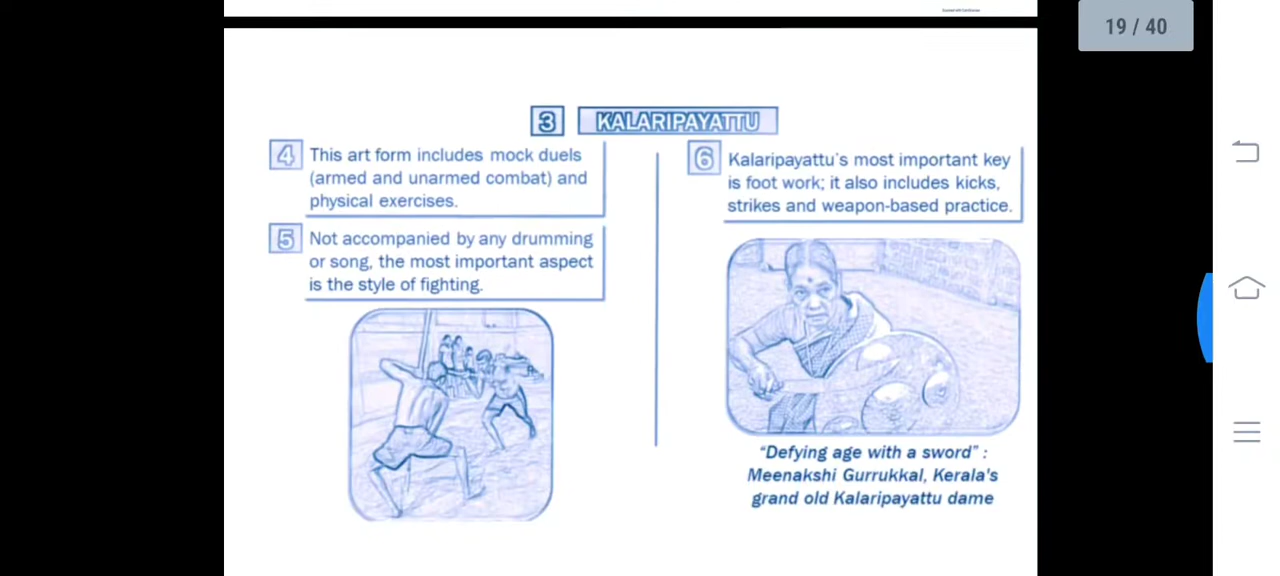 19 / 40
3 KALARIPAYATTU
4 This art form includes mock duels
(armed and unarmed combat) and
physical exercises.
5 Not accompanied by any drumming
or song, the most important aspect
is the style of fighting.
6 Kalaripayattu's most important key
is foot work; it also includes kicks,
strikes and weapon-based practice.
"Defying age with a sword" :
Meenakshi Gurrukkal, Kerala's
grand old Kalaripayattu dame